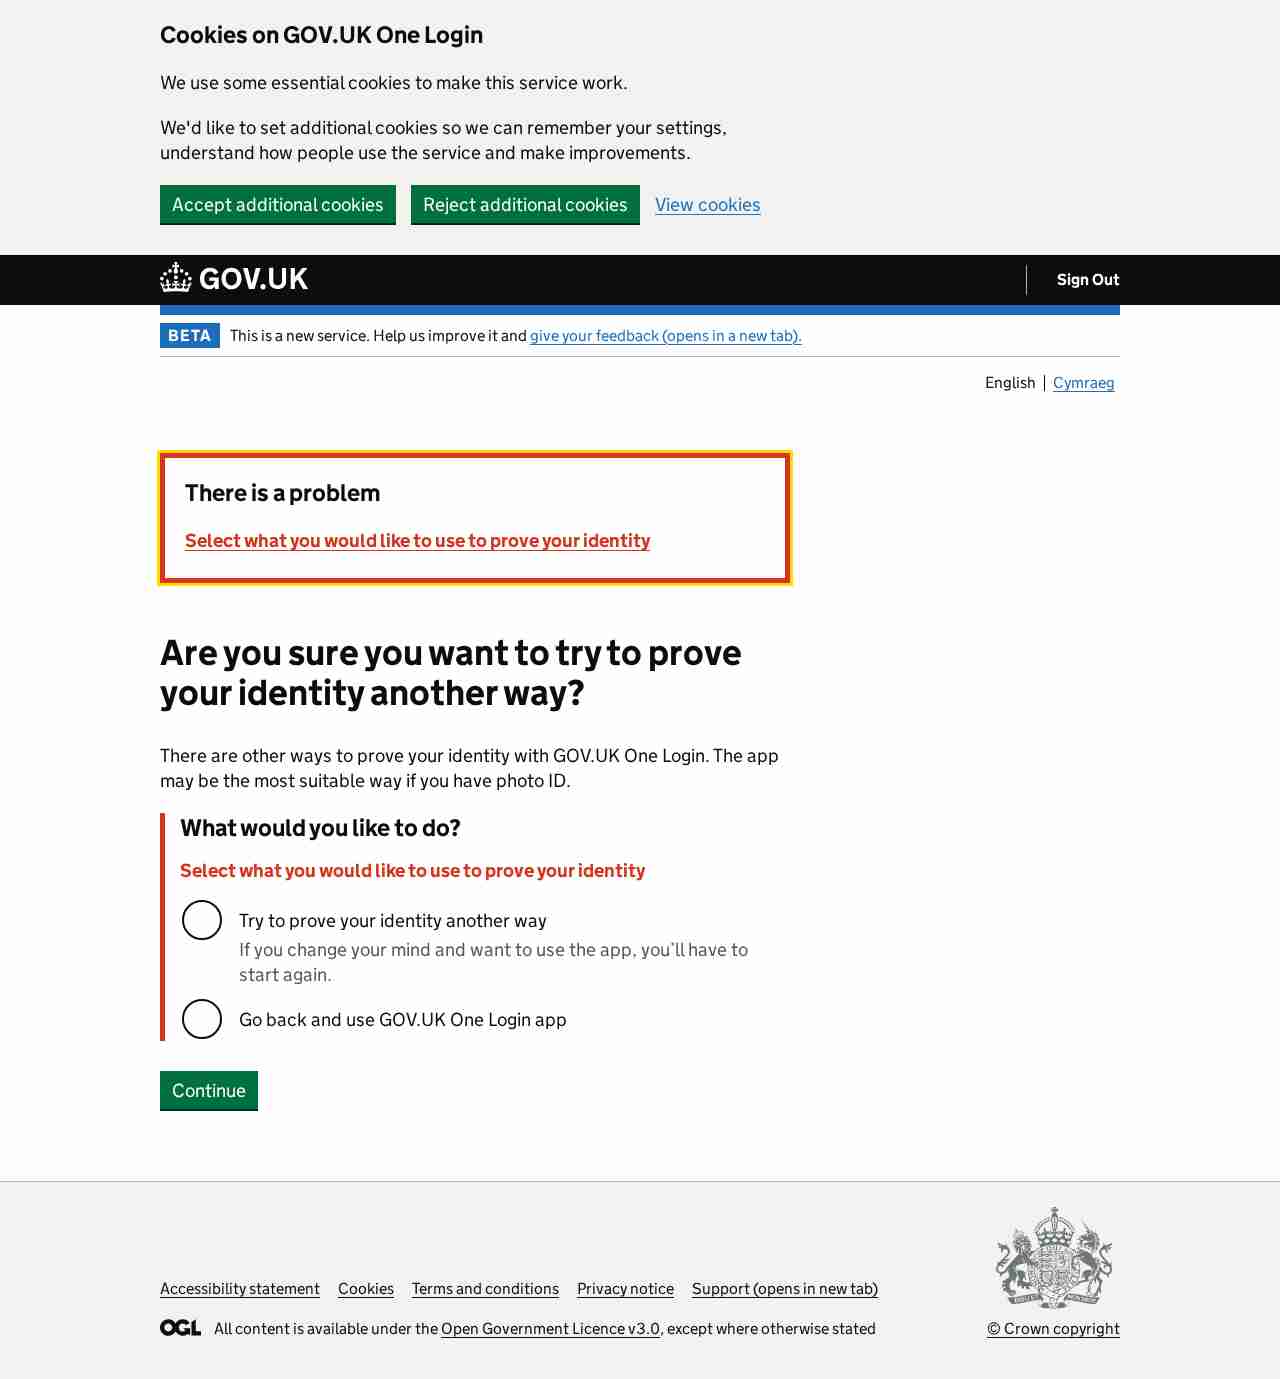 Cookies on GOV.UK One Login
We use some essential cookies to make this service work.
We'd like to set additional cookies so we can remember your settings,
understand how people use the service and make improvements.
Accept additional cookies
Reject additional cookies
View cookies
GOV.UK
Sign Out
BETA
This is a new service. Help us improve it and give your feedback (opens in a new tab).
English
Cymraeg
There is a problem
Select what you would like to use to prove your identity
Are you sure you want to try to prove
your identity another way?
There are other ways to prove your identity with GOV.UK One Login. The app
may be the most suitable way if you have photo ID.
What would you like to do?
Select what you would like to use to prove your identity
Try to prove your identity another way
If you change your mind and want to use the app, you’ll have to
start again.
Go back and use GOV.UK One Login app
Continue
Accessibility statement
Cookies
Terms and conditions
Privacy notice
Support (opens in new tab)
OGL
All content is available under the Open Government Licence v3.0, except where otherwise stated
© Crown copyright